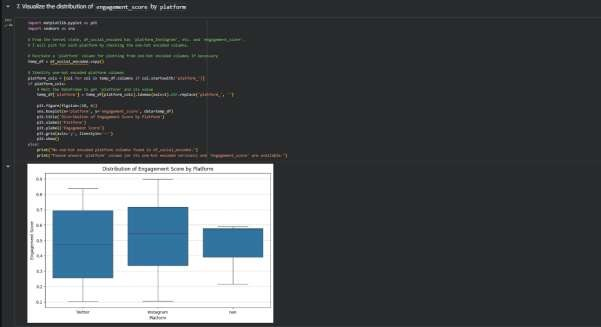 7. Visualize the distribution of engagement_score by platform
import matplotlib.pyplot as plt
import seaborn as sns
# From the kernel state, df_social_encoded has 'platform_Instagram', etc. and 'engagement_score'.
# I will plot for each platform by checking the one-hot encoded columns.
# Recreate a 'platform' column for plotting from one-hot encoded columns if necessary
temp_df = df_social_encoded.copy()
# Identify one-hot encoded platform columns
platform_cols = [col for col in temp_df.columns if col.startswith('platform_')]
if platform_cols:
# Melt the DataFrame to get 'platform' and its value
temp_df['platform'] = temp_df[platform_cols].idxmax(axis=1).str.replace('platform_', '')
plt.figure(figsize=(10, 6))
sns.boxplot(x='platform', y='engagement_score', data=temp_df)
plt.title('Distribution of Engagement Score by Platform')
plt.xlabel('Platform')
plt.ylabel('Engagement Score')
plt.grid(axis='y', linestyle='--')
plt.show()
else:
print("No one-hot encoded platform columns found in df_social_encoded.")
print("Please ensure 'platform' column (or its one-hot encoded versions) and 'engagement_score' are available.")
Distribution of Engagement Score by Platform
0.9
0.8
0.7
0.6
0.5
0.4
0.3
0.2
0.1
Engagement Score
Twitter
Instagram
nan
Platform